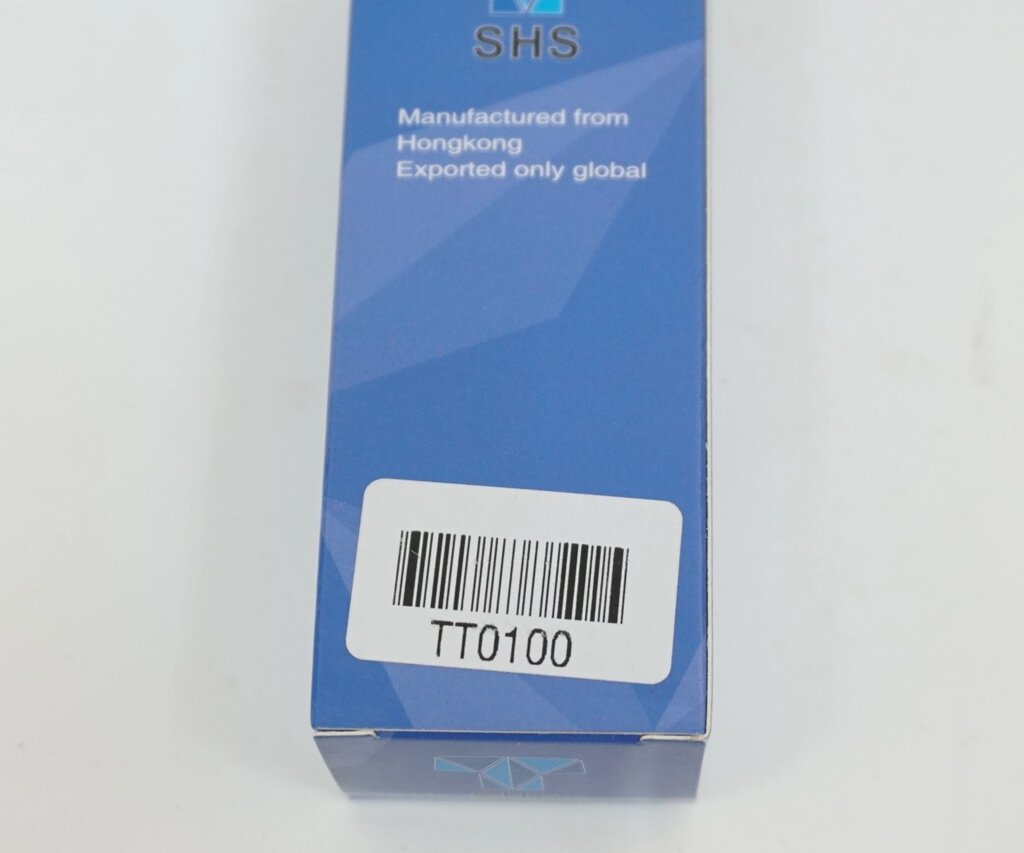 SHS
Manufactured from
Hongkong
Exported only global
TT0100